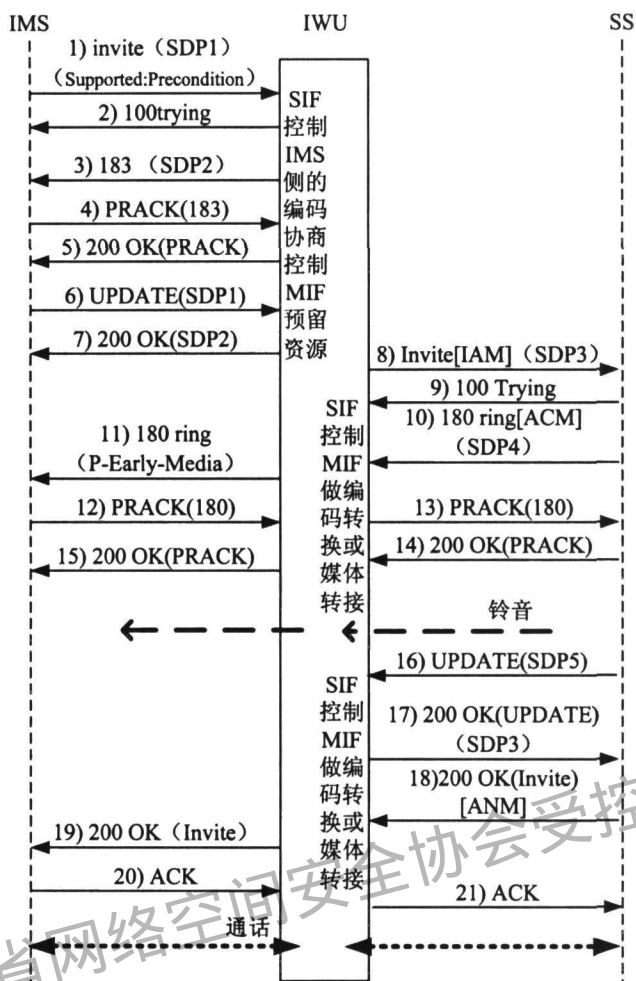 IMS
IWU
SS
1) invite（SDP1）
（Supported:Precondition）
2) 100trying
3) 183 （SDP2）
4) PRACK(183)
5) 200 OK(PRACK)
6) UPDATE(SDP1)
7) 200 OK(SDP2)
SIF
控制
IMS
侧的
编码
协商
控制
MIF
预留
资源
8) Invite[IAM]（SDP3）
9) 100 Trying
10) 180 ring[ACM]
（SDP4）
11) 180 ring
（P-Early-Media）
12) PRACK(180)
13) PRACK(180)
14) 200 OK(PRACK)
15) 200 OK(PRACK)
SIF
控制
MIF
做编
码转
换或
媒体
转接
铃音
16) UPDATE(SDP5)
17) 200 OK(UPDATE)
（SDP3）
18)200 OK(Invite)
[ANM]
19) 200 OK（Invite）
20) ACK
21) ACK
SIF
控制
MIF
做编
码转
换或
媒体
转接
通话
省网络空间安全协会受控